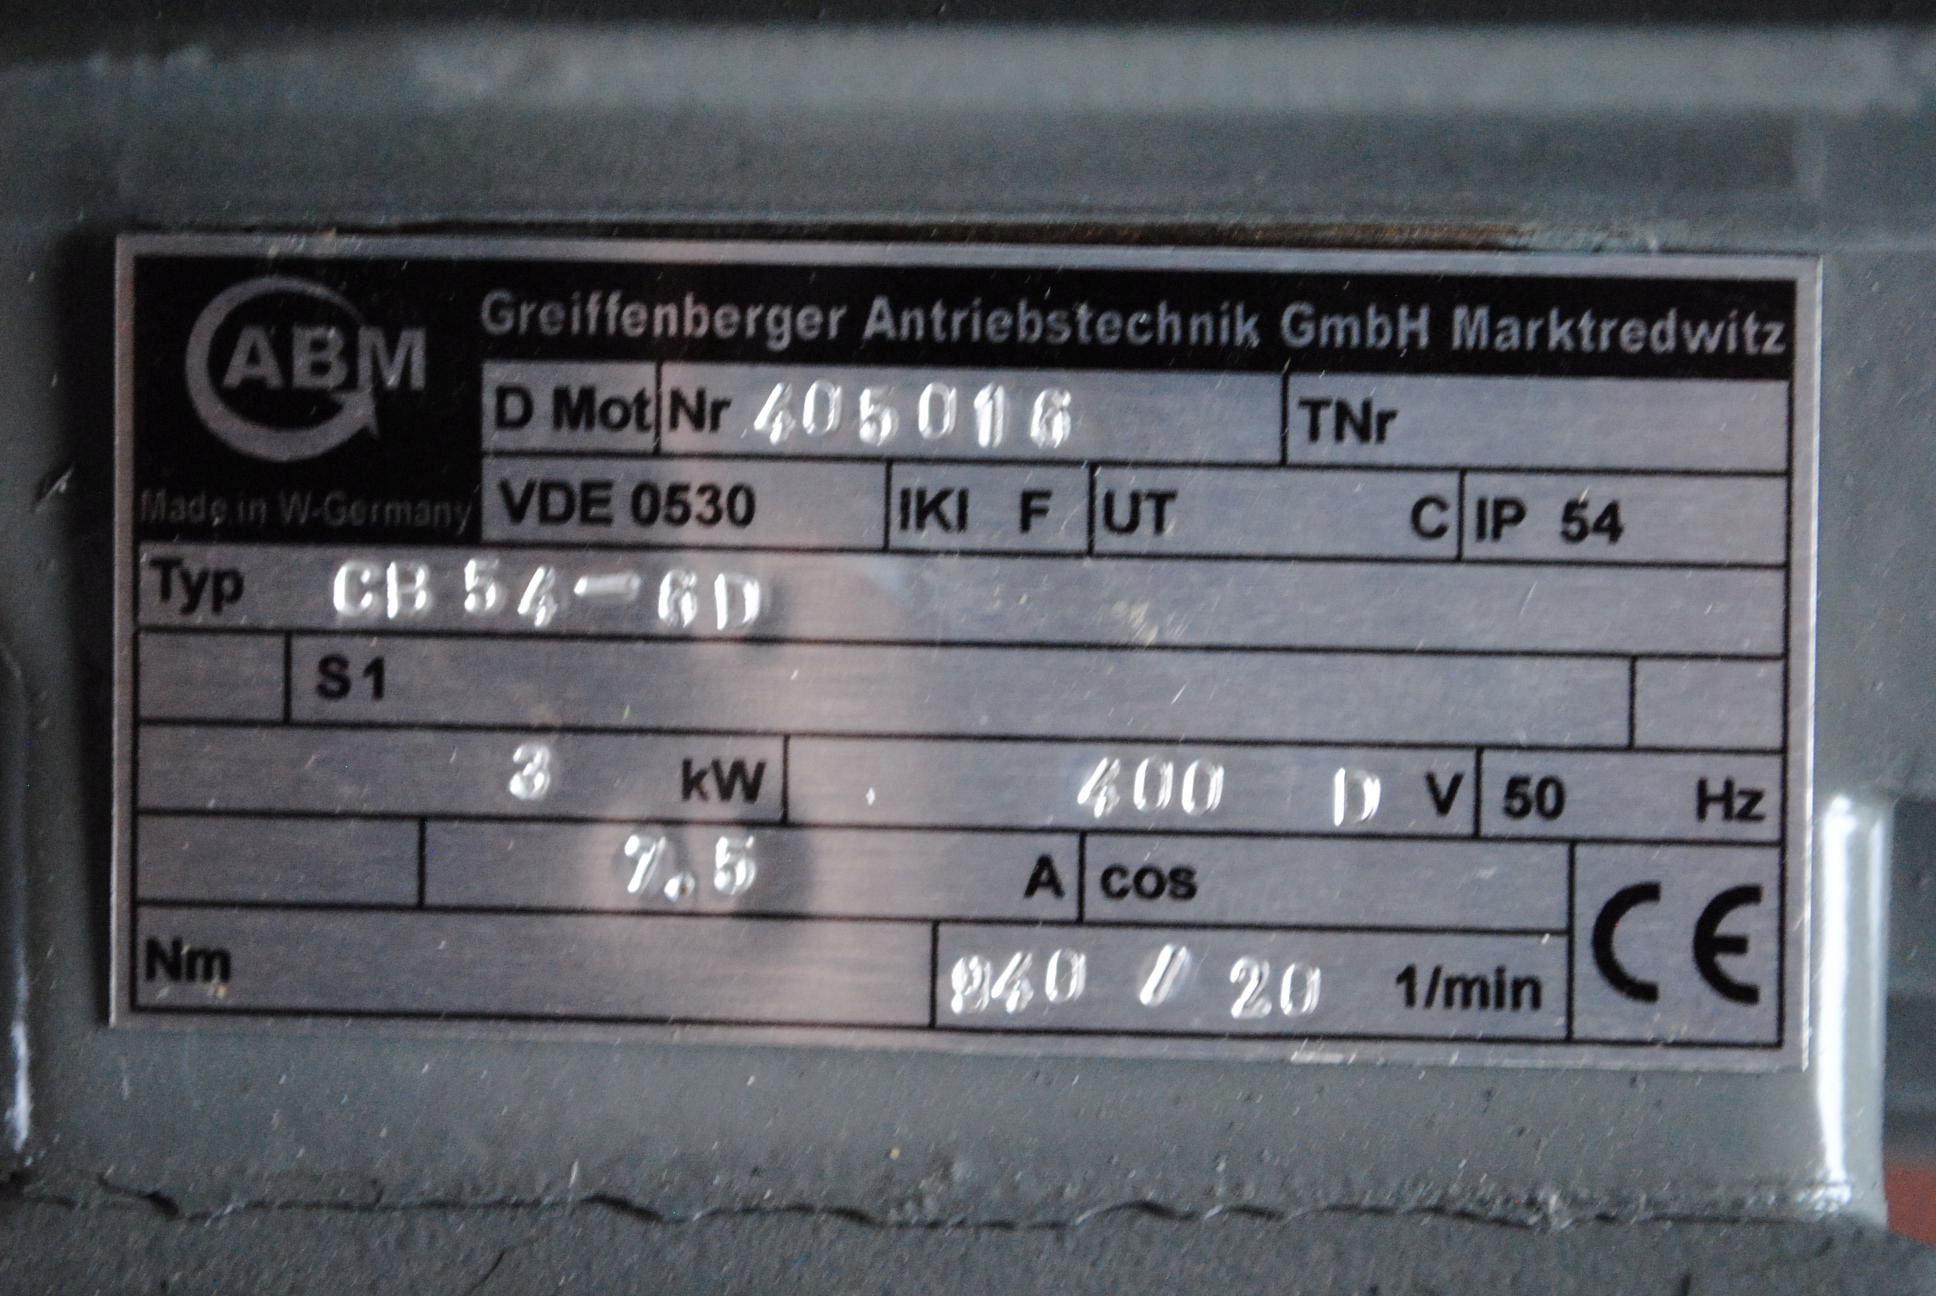 ABM Greiffenberger Antriebstechnik GmbH Marktredwitz
D Mot Nr 405016 TNr
Made in W-Germany VDE 0530 IKI F UT C IP 54
Typ CB 54-6D
S1
3 kW 400 D V 50 Hz
7.5 A cos CE
Nm 940 // 20 1/min